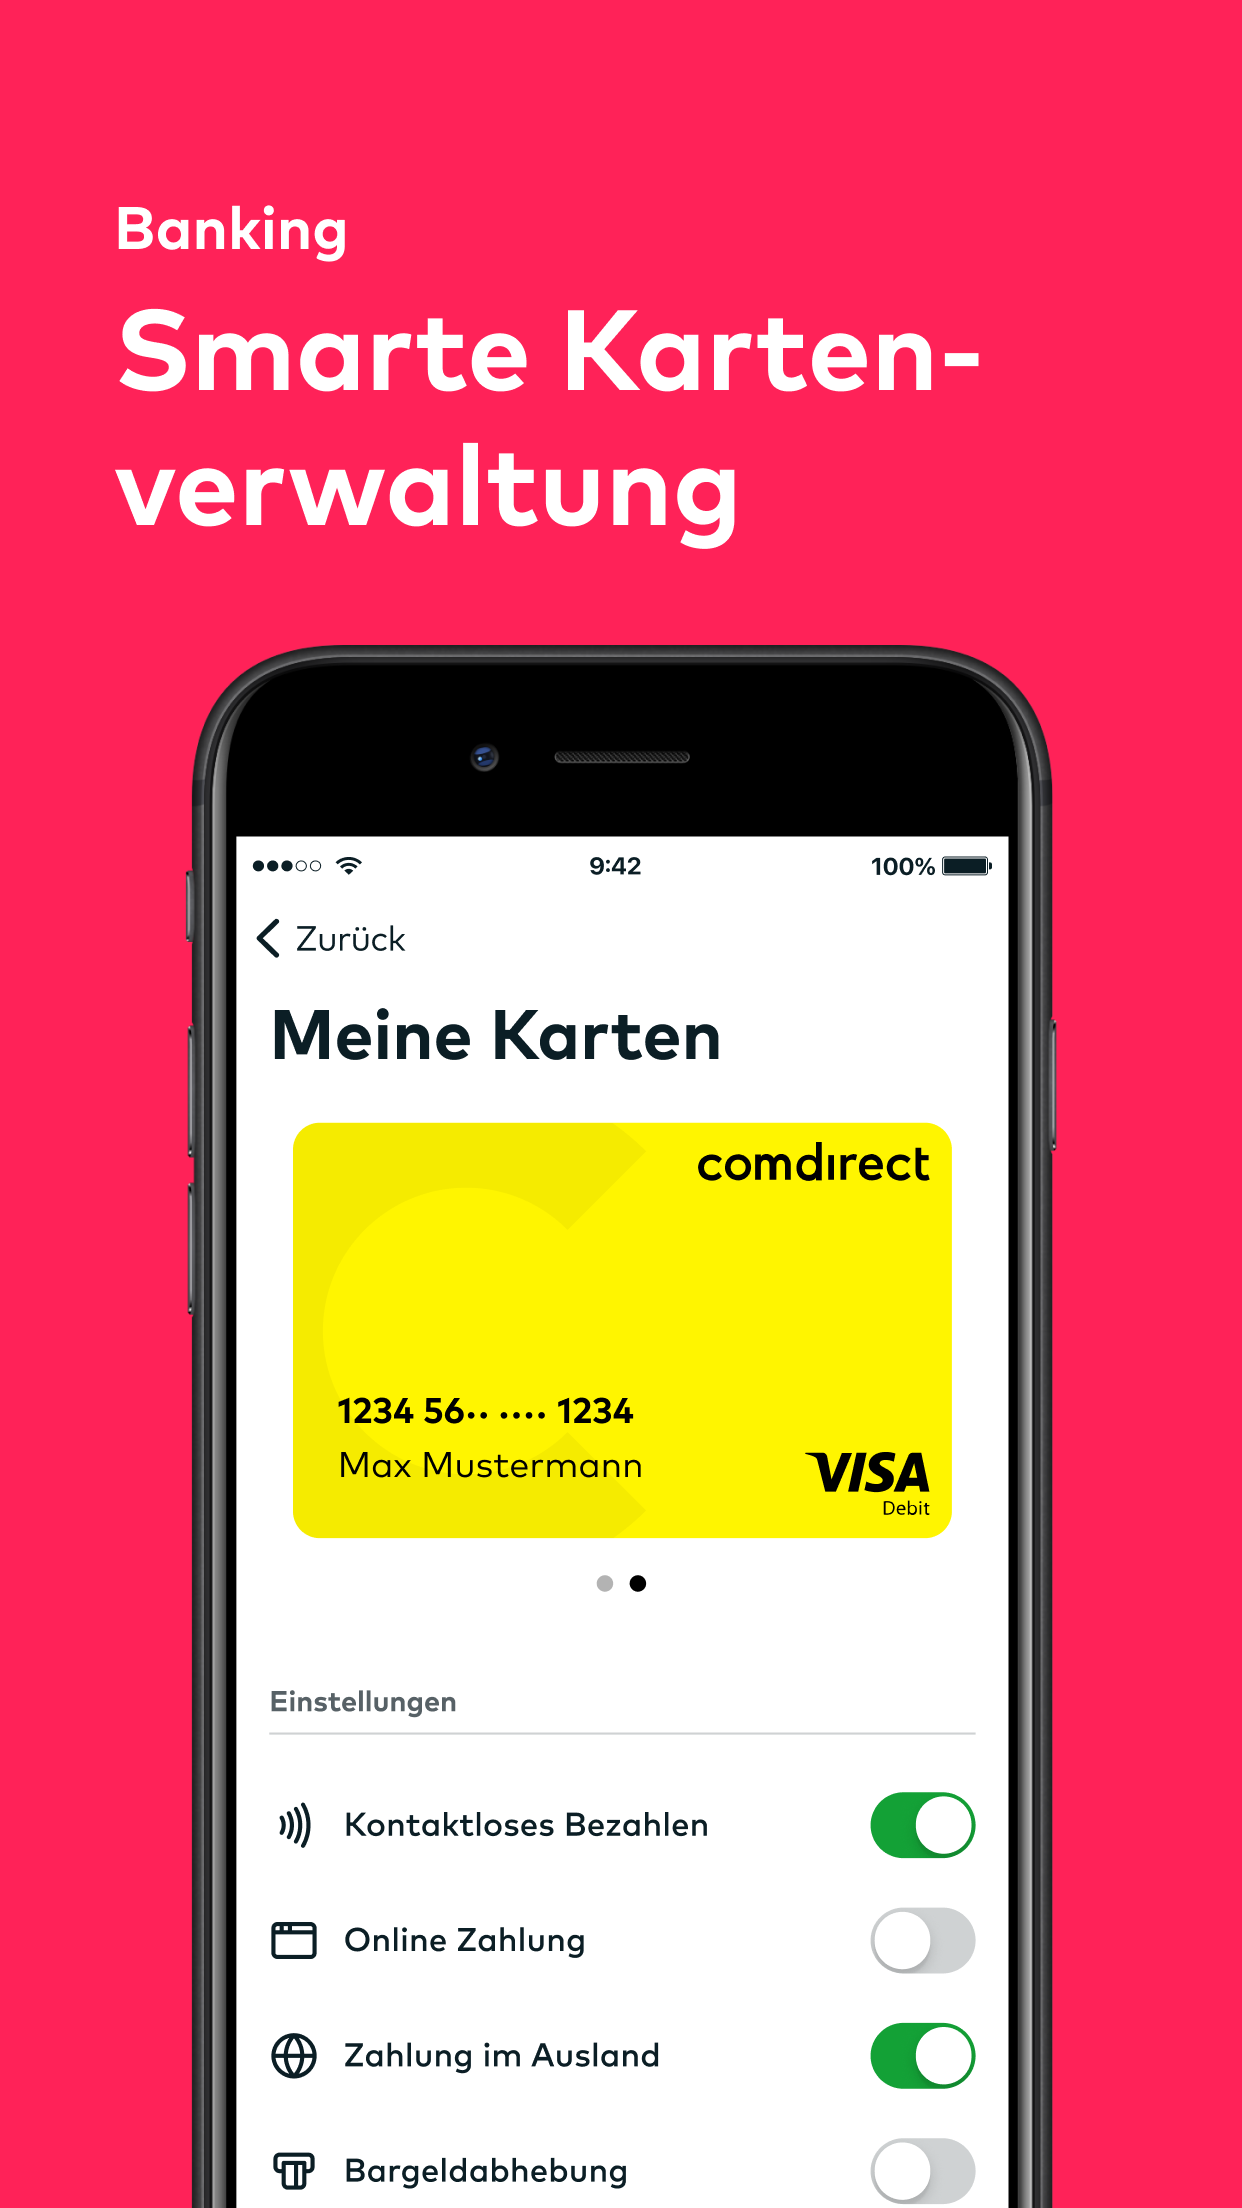 Banking
Smarte Karten-
verwaltung
9:42
100%
Zurück
Meine Karten
comdirect
1234 56·· ···· 1234
Max Mustermann
VISA
Debit
Einstellungen
Kontaktloses Bezahlen
Online Zahlung
Zahlung im Ausland
Bargeldabhebung